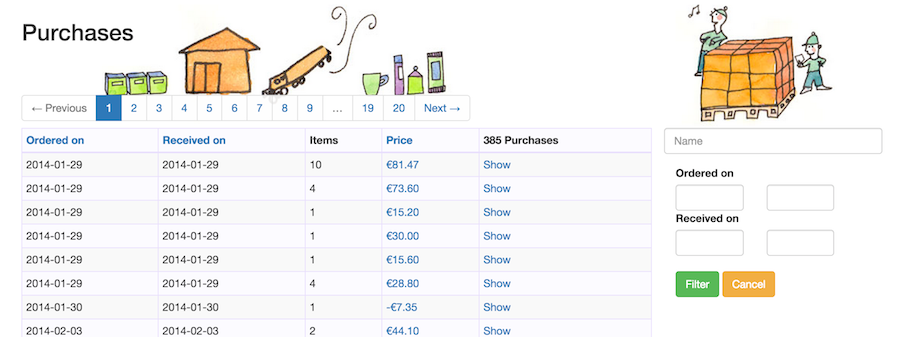 Purchases
← Previous 1 2 3 4 5 6 7 8 9 … 19 20 Next →
Ordered on Received on Items Price 385 Purchases
2014-01-29 2014-01-29 10 €81.47 Show
2014-01-29 2014-01-29 4 €73.60 Show
2014-01-29 2014-01-29 1 €15.20 Show
2014-01-29 2014-01-29 1 €30.00 Show
2014-01-29 2014-01-29 1 €15.60 Show
2014-01-29 2014-01-29 4 €28.80 Show
2014-01-30 2014-01-30 1 -€7.35 Show
2014-02-03 2014-02-03 2 €44.10 Show
Name
Ordered on
Received on
Filter Cancel